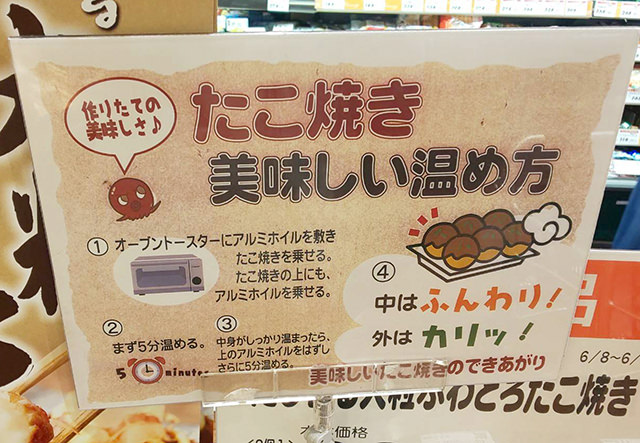 作りたての
美味しさ♪
たこ焼き
美味しい温め方
① オーブントースターにアルミホイルを敷き
たこ焼きを乗せる。
たこ焼きの上にも、
アルミホイルを乗せる。
②
まず5分温める。
5 minutes
③
中身がしっかり温まったら、
上のアルミホイルをはずし
さらに5分温める。
④
中はふんわり!
外はカリッ!
美味しいたこ焼きのできあがり
品
6/8~6/
大粒ふわとろたこ焼き
価格